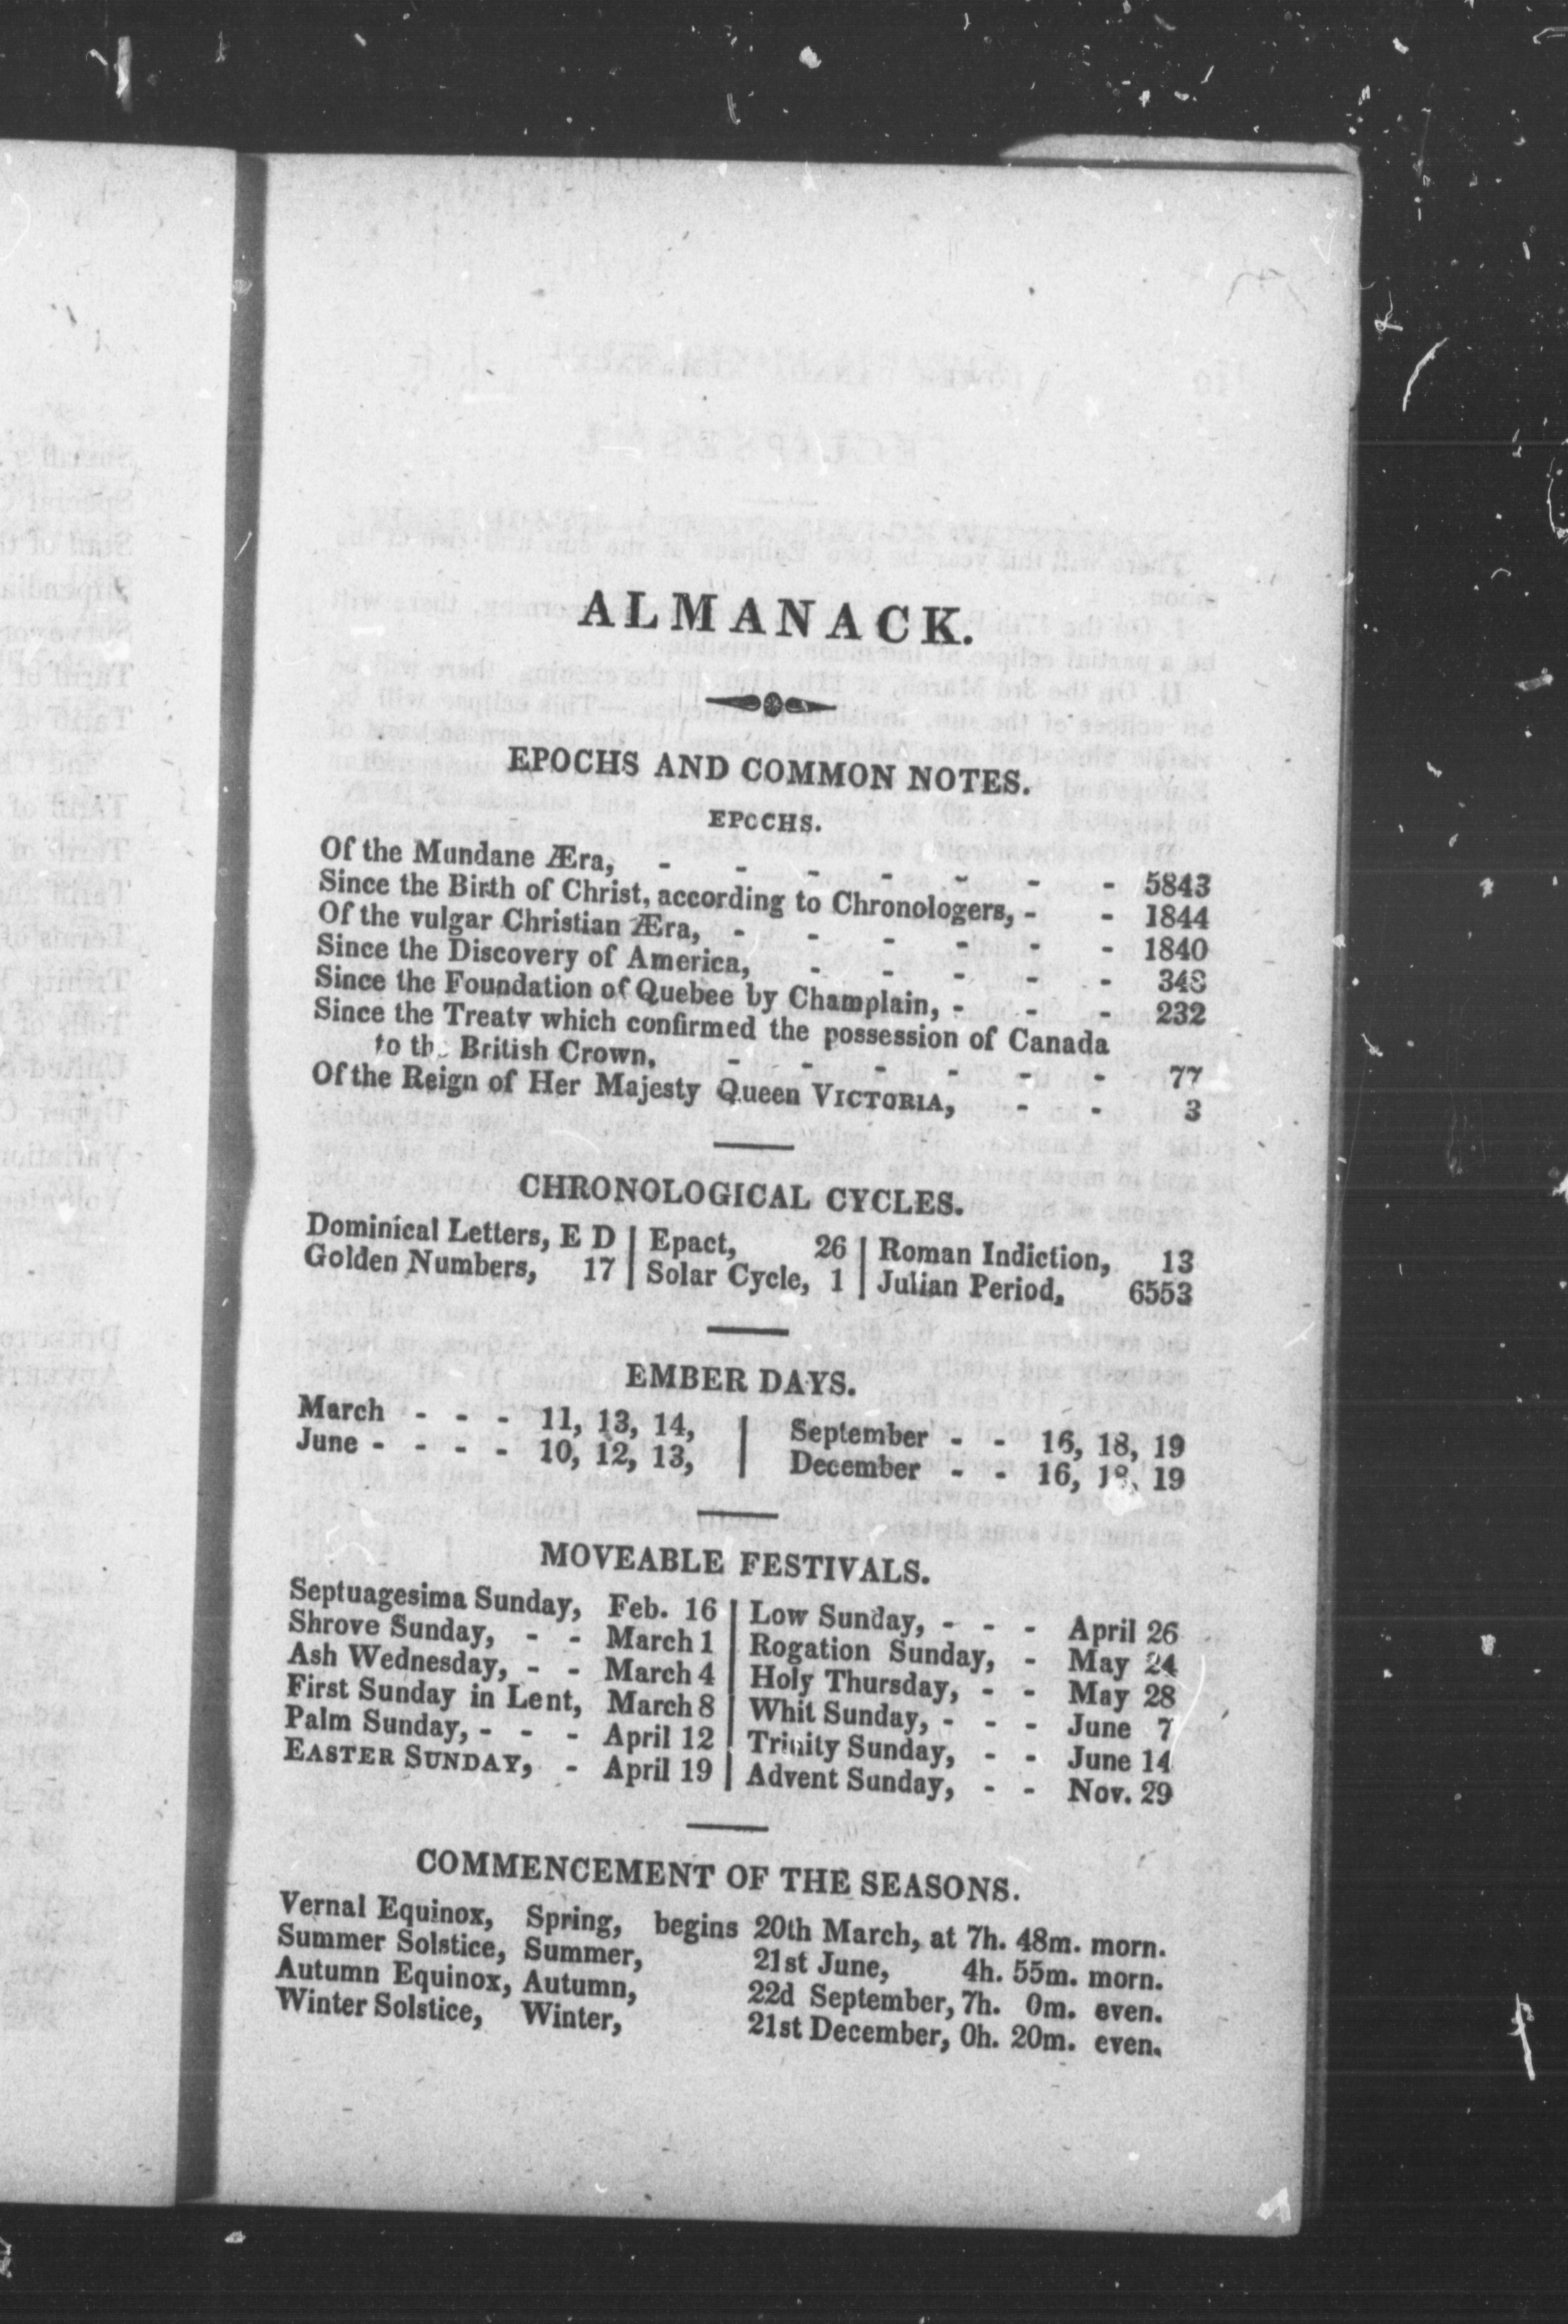 ALMANACK.
EPOCHS AND COMMON NOTES.
EPOCHS.
Of the Mundane Æra, - - - - - - - 5843
Since the Birth of Christ, according to Chronologers, - - 1844
Of the vulgar Christian Æra, - - - - - - 1840
Since the Discovery of America, - - - - - 348
Since the Foundation of Quebec by Champlain, - - - 232
Since the Treaty which confirmed the possession of Canada
to the British Crown, - - - - - - 77
Of the Reign of Her Majesty Queen VICTORIA, - - 3
CHRONOLOGICAL CYCLES.
Dominical Letters, E D | Epact, 26 | Roman Indiction, 13
Golden Numbers, 17 | Solar Cycle, 1 | Julian Period, 6553
EMBER DAYS.
March - - - 11, 13, 14, | September - - 16, 18, 19
June - - - - 10, 12, 13, | December - - 16, 18, 19
MOVEABLE FESTIVALS.
Septuagesima Sunday, Feb. 16 | Low Sunday, - - - April 26
Shrove Sunday, - - March 1 | Rogation Sunday, - May 24
Ash Wednesday, - - March 4 | Holy Thursday, - - May 28
First Sunday in Lent, March 8 | Whit Sunday, - - - June 7
Palm Sunday, - - - April 12 | Trinity Sunday, - - June 14
EASTER SUNDAY, - April 19 | Advent Sunday, - - Nov. 29
COMMENCEMENT OF THE SEASONS.
Vernal Equinox, Spring, begins 20th March, at 7h. 48m. morn.
Summer Solstice, Summer, 21st June, 4h. 55m. morn.
Autumn Equinox, Autumn, 22d September, 7h. 0m. even.
Winter Solstice, Winter, 21st December, 0h. 20m. even.